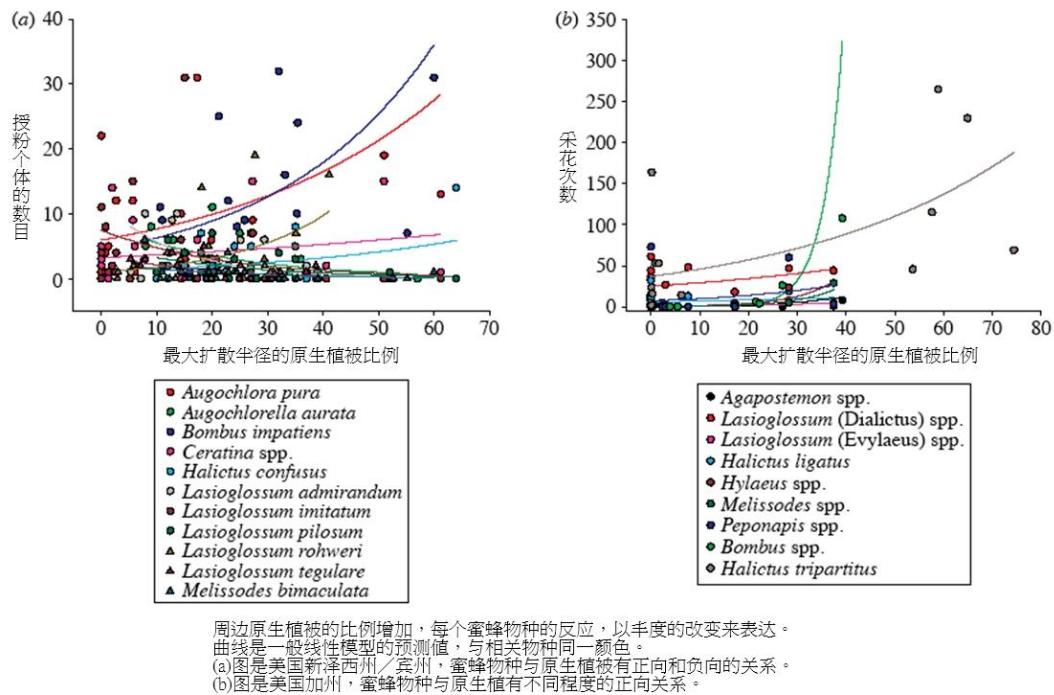 (a)
40
30
20
10
0
授粉个体的数目
0 10 20 30 40 50 60 70
最大扩散半径的原生植被比例
Augochlora pura
Augochlorella aurata
Bombus impatiens
Ceratina spp.
Halictus confusus
Lasioglossum admirandum
Lasioglossum imitatum
Lasioglossum pilosum
Lasioglossum rohweri
Lasioglossum tegulare
Melissodes bimaculata
(b)
350
300
250
200
150
100
50
0
采花次数
0 10 20 30 40 50 60 70 80
最大扩散半径的原生植被比例
Agapostemon spp.
Lasioglossum (Dialictus) spp.
Lasioglossum (Evylaeus) spp.
Halictus ligatus
Hylaeus spp.
Melissodes spp.
Peponapis spp.
Bombus spp.
Halictus tripartitus
周边原生植被的比例增加，每个蜜蜂物种的反应，以丰度的改变来表达。
曲线是一般线性模型的预测值，与相关物种同一颜色。
(a)图是美国新泽西州／宾州，蜜蜂物种与原生植被有正向和负向的关系。
(b)图是美国加州，蜜蜂物种与原生植有不同程度的正向关系。